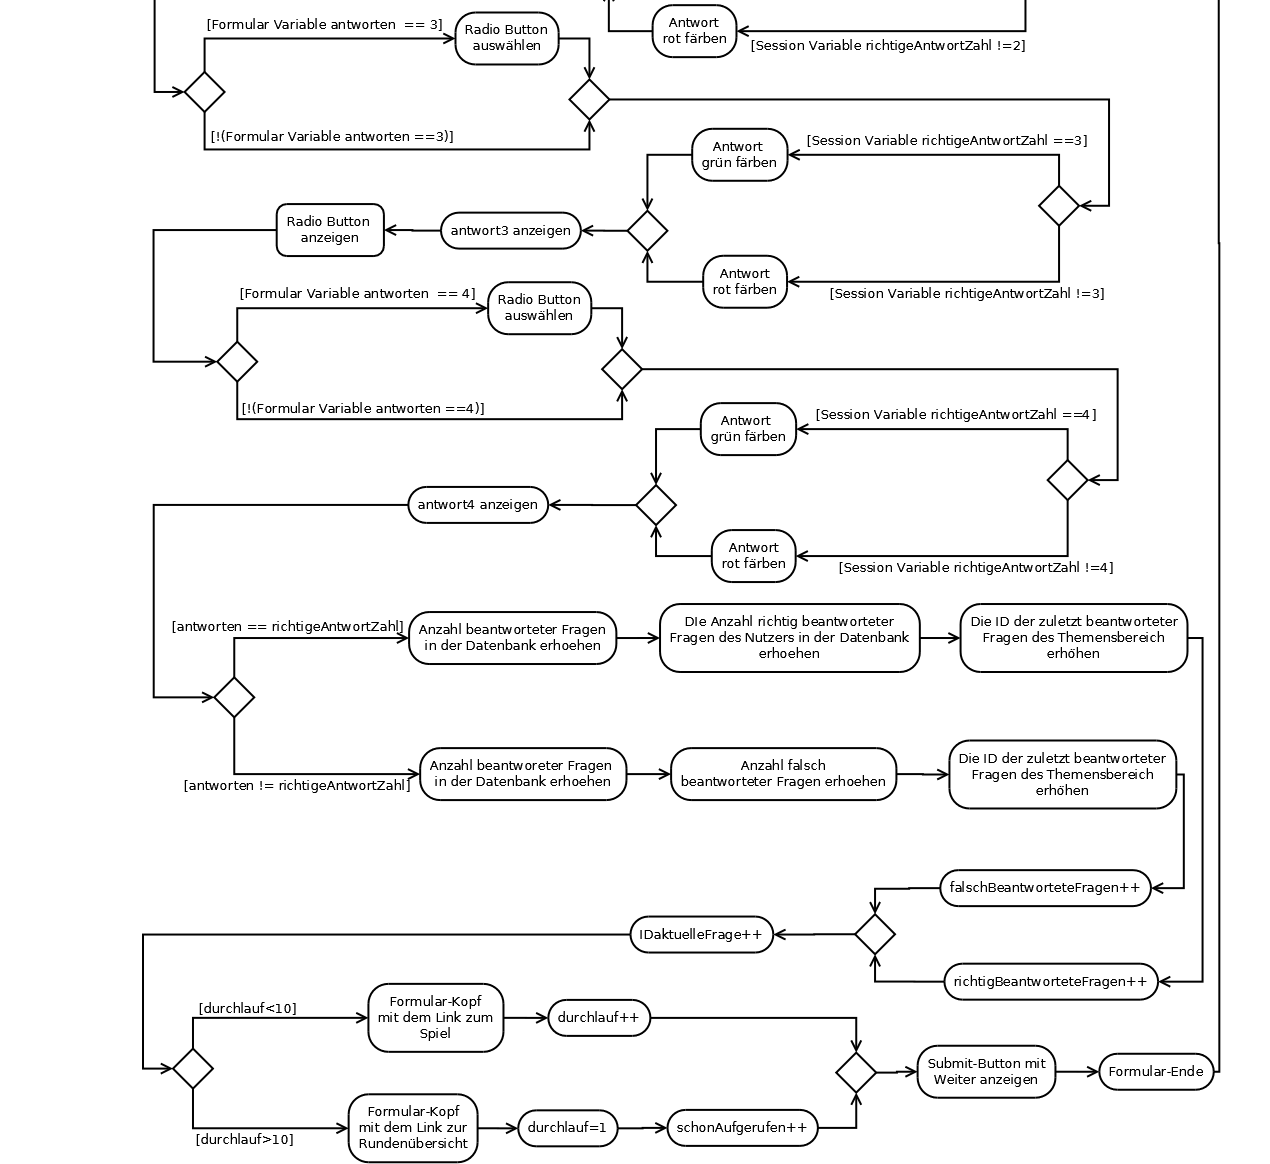 [Formular Variable antworten  == 3]
Radio Button
auswählen
Antwort
rot färben
[Session Variable richtigeAntwortZahl !=2]
[!(Formular Variable antworten ==3)]
Antwort
grün färben
[Session Variable richtigeAntwortZahl ==3]
Radio Button
anzeigen
antwort3 anzeigen
Antwort
rot färben
[Session Variable richtigeAntwortZahl !=3]
[Formular Variable antworten  == 4]
Radio Button
auswählen
[!(Formular Variable antworten ==4)]
Antwort
grün färben
[Session Variable richtigeAntwortZahl ==4]
antwort4 anzeigen
Antwort
rot färben
[Session Variable richtigeAntwortZahl !=4]
[antworten == richtigeAntwortZahl]
Anzahl beantworteter Fragen
in der Datenbank erhoehen
DIe Anzahl richtig beantworteter
Fragen des Nutzers in der Datenbank
erhoehen
Die ID der zuletzt beantworteter
Fragen des Themensbereich
erhöhen
[antworten != richtigeAntwortZahl]
Anzahl beantworeter Fragen
in der Datenbank erhoehen
Anzahl falsch
beantworteter Fragen erhoehen
Die ID der zuletzt beantworteter
Fragen des Themensbereich
erhöhen
falschBeantworteteFragen++
IDaktuelleFrage++
richtigBeantworteteFragen++
[durchlauf<10]
Formular-Kopf
mit dem Link zum
Spiel
durchlauf++
Submit-Button mit
Weiter anzeigen
Formular-Ende
[durchlauf>10]
Formular-Kopf
mit dem Link zur
Rundenübersicht
durchlauf=1
schonAufgerufen++